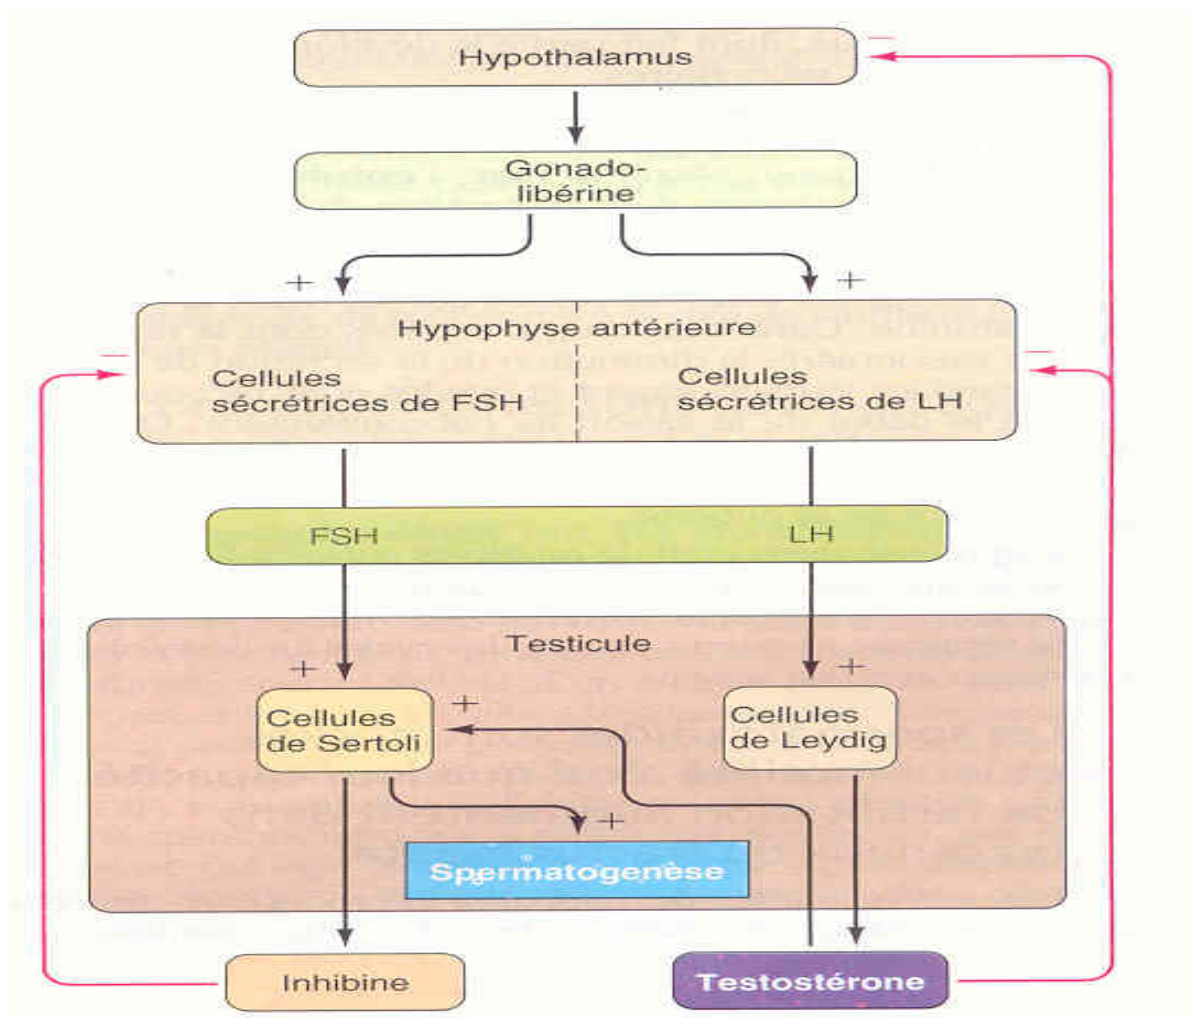 Hypothalamus
Gonado-
libérine
+ +
Hypophyse antérieure
Cellules
sécrétrices de FSH
Cellules
sécrétrices de LH
FSH
LH
Testicule
+ +
Cellules
de Sertoli
+
Cellules
de Leydig
+
Spermatogenèse
Inhibine
Testostérone